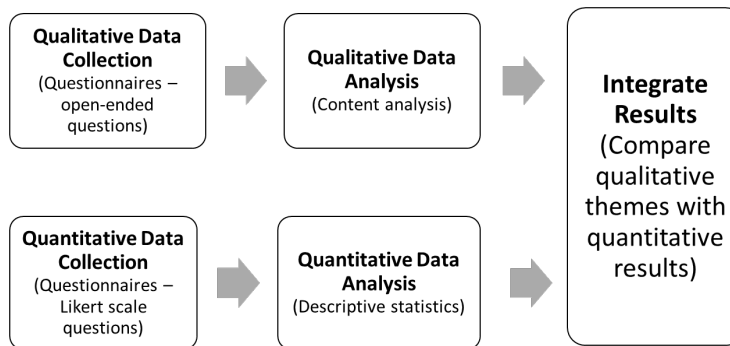 Qualitative Data
Collection
(Questionnaires –
open-ended
questions)
Qualitative Data
Analysis
(Content analysis)
Quantitative Data
Collection
(Questionnaires –
Likert scale
questions)
Quantitative Data
Analysis
(Descriptive statistics)
Integrate
Results
(Compare
qualitative
themes with
quantitative
results)